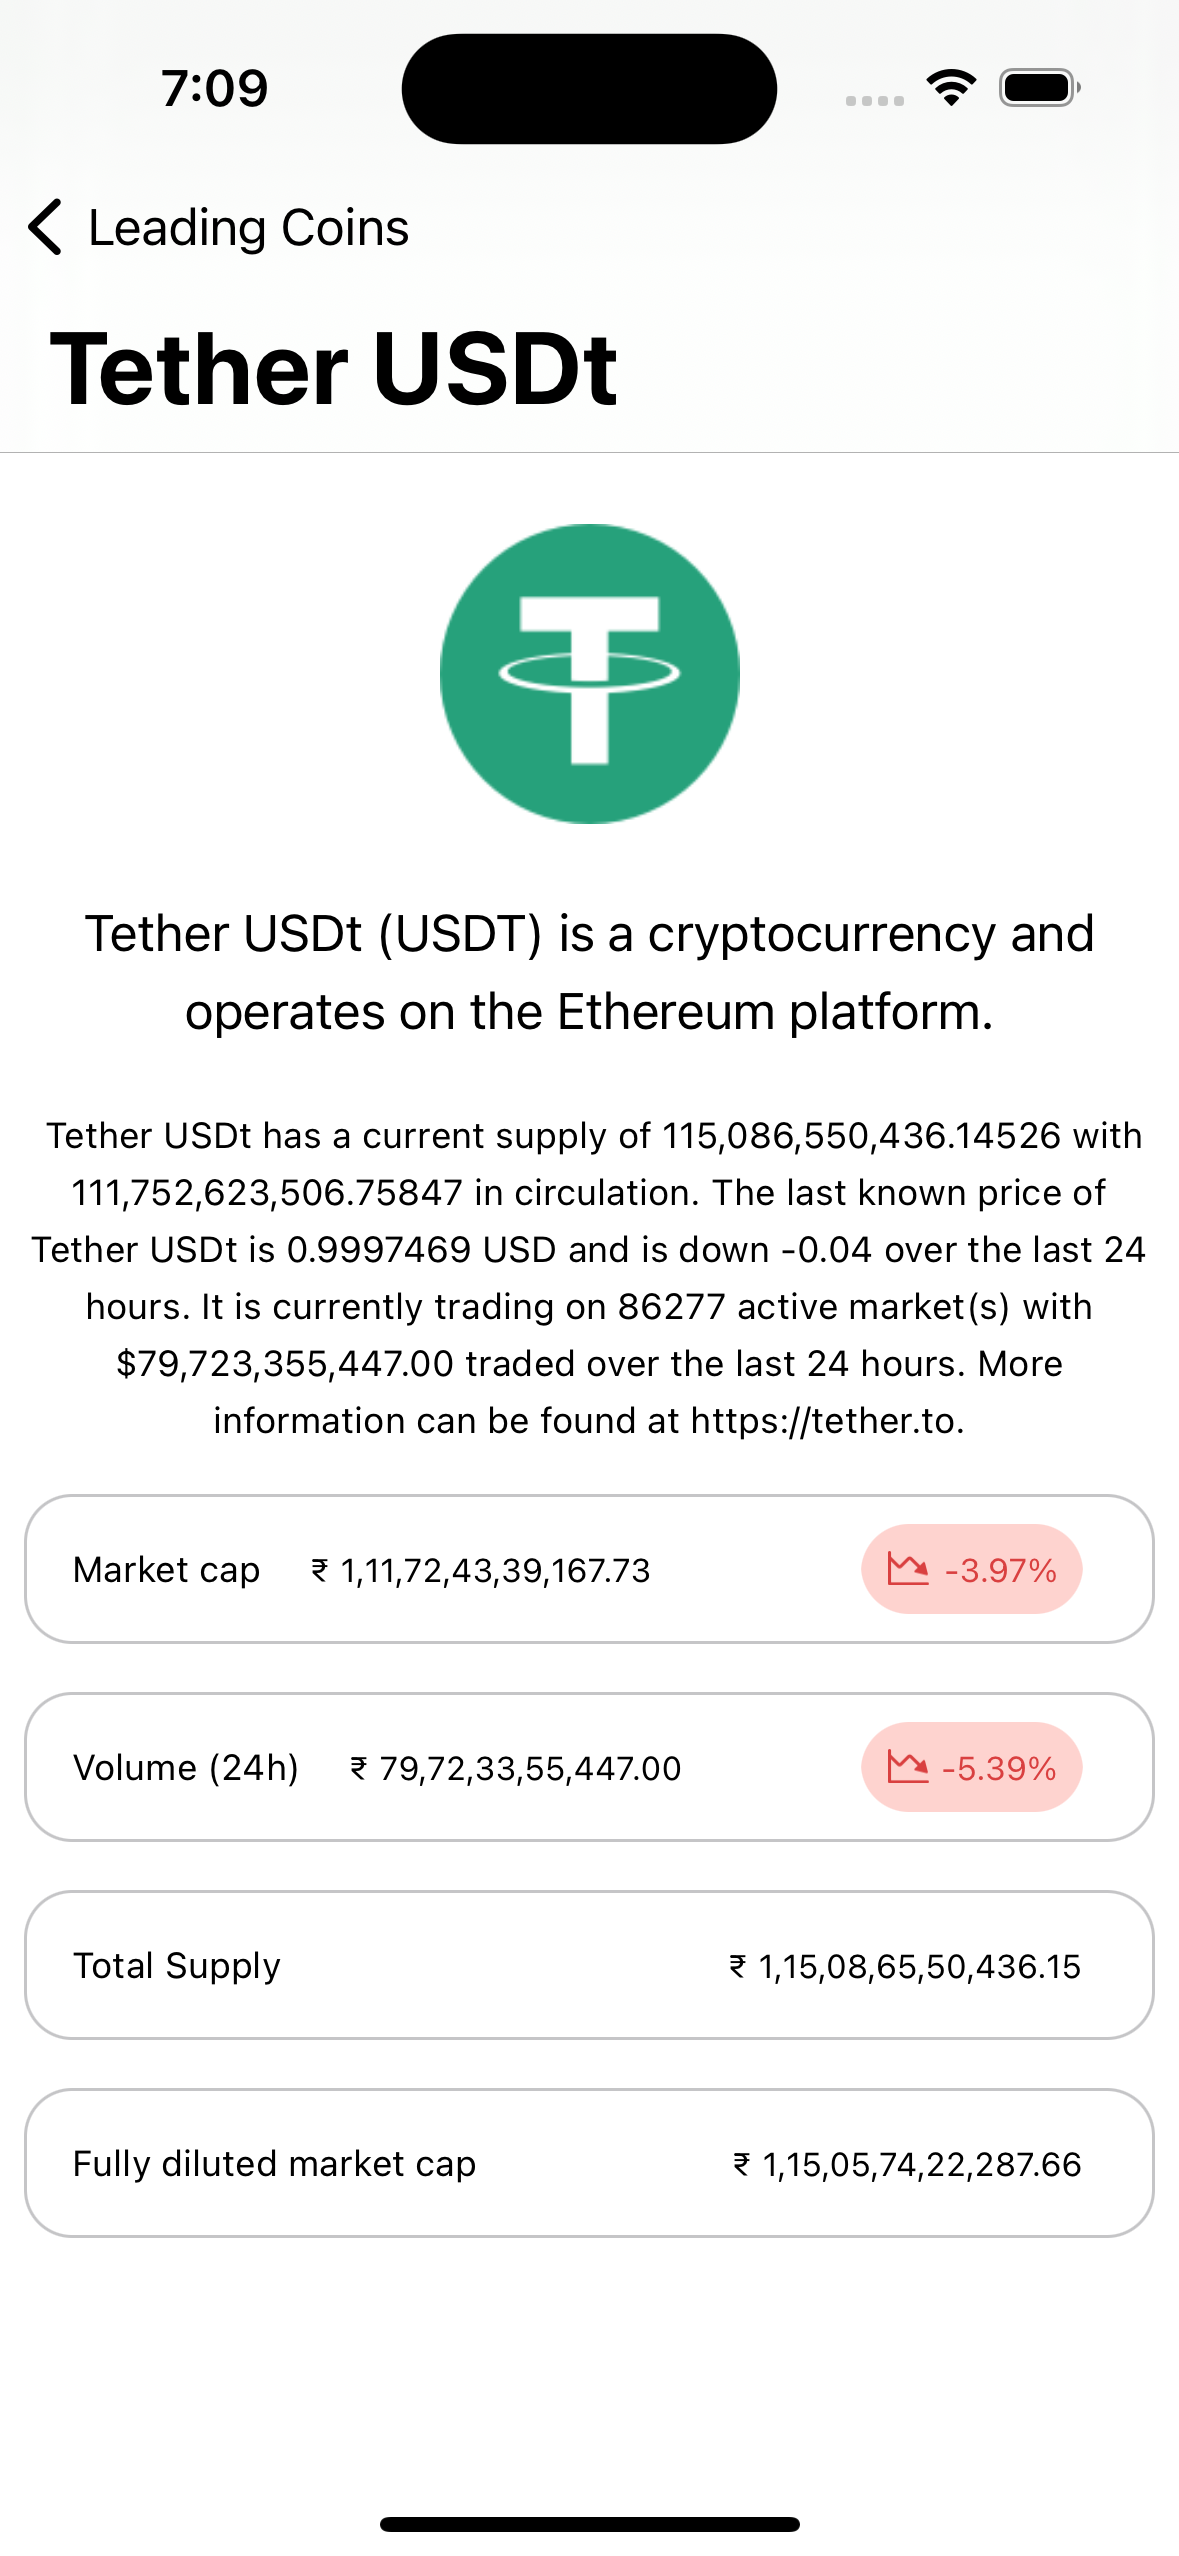 7:09
Leading Coins
Tether USDt
Tether USDt (USDT) is a cryptocurrency and
operates on the Ethereum platform.
Tether USDt has a current supply of 115,086,550,436.14526 with
111,752,623,506.75847 in circulation. The last known price of
Tether USDt is 0.9997469 USD and is down -0.04 over the last 24
hours. It is currently trading on 86277 active market(s) with
$79,723,355,447.00 traded over the last 24 hours. More
information can be found at https://tether.to.
Market cap ₹ 1,11,72,43,39,167.73 -3.97%
Volume (24h) ₹ 79,72,33,55,447.00 -5.39%
Total Supply ₹ 1,15,08,65,50,436.15
Fully diluted market cap ₹ 1,15,05,74,22,287.66